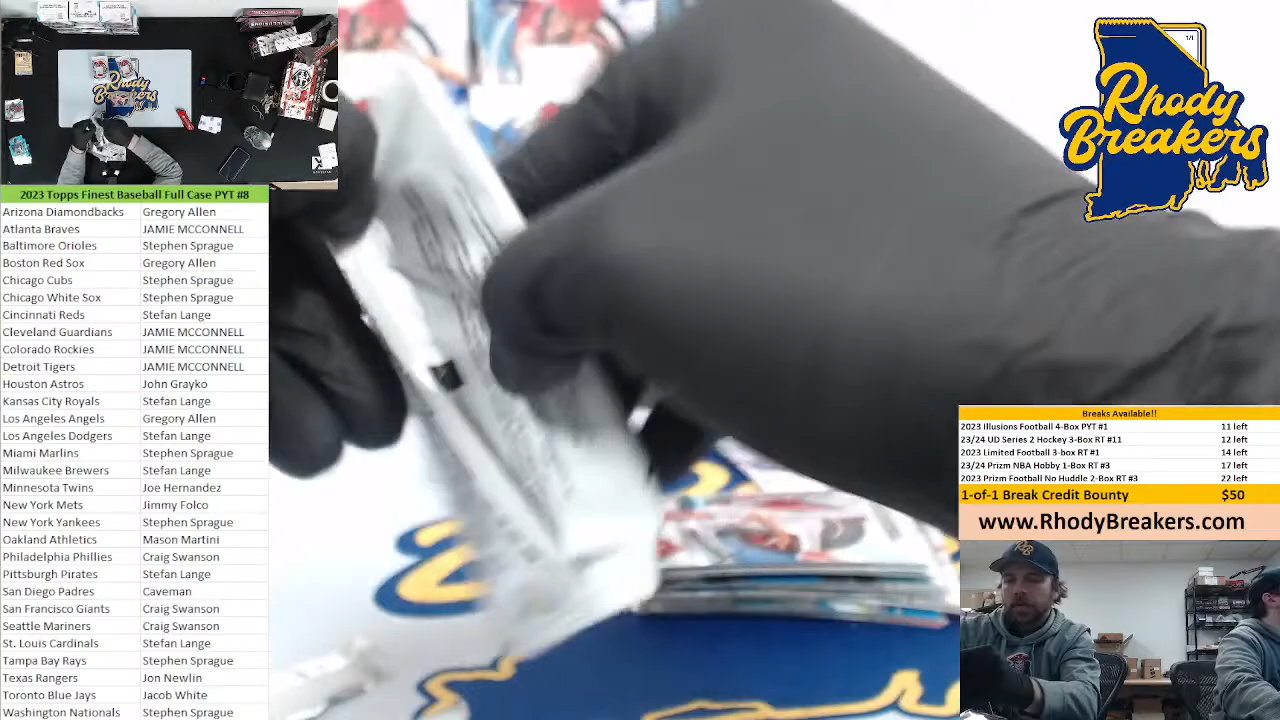 2023 Topps Finest Baseball Full Case PYT #8
Arizona Diamondbacks Gregory Allen
Atlanta Braves JAMIE MCCONNELL
Baltimore Orioles Stephen Sprague
Boston Red Sox Gregory Allen
Chicago Cubs Stephen Sprague
Chicago White Sox Stephen Sprague
Cincinnati Reds Stefan Lange
Cleveland Guardians JAMIE MCCONNELL
Colorado Rockies JAMIE MCCONNELL
Detroit Tigers JAMIE MCCONNELL
Houston Astros John Grayko
Kansas City Royals Stefan Lange
Los Angeles Angels Gregory Allen
Los Angeles Dodgers Stefan Lange
Miami Marlins Stephen Sprague
Milwaukee Brewers Stefan Lange
Minnesota Twins Joe Hernandez
New York Mets Jimmy Folco
New York Yankees Stephen Sprague
Oakland Athletics Mason Martini
Philadelphia Phillies Craig Swanson
Pittsburgh Pirates Stefan Lange
San Diego Padres Caveman
San Francisco Giants Craig Swanson
Seattle Mariners Craig Swanson
St. Louis Cardinals Stefan Lange
Tampa Bay Rays Stephen Sprague
Texas Rangers Jon Newlin
Toronto Blue Jays Jacob White
Washington Nationals Stephen Sprague
Rhody
Breakers
1/1
Rhody
Breakers
Breaks Available!!
2023 Illusions Football 4-Box PYT #1 11 left
23/24 UD Series 2 Hockey 3-Box RT #11 12 left
2023 Limited Football 3-box RT #1 14 left
23/24 Prizm NBA Hobby 1-Box RT #3 17 left
2023 Prizm Football No Huddle 2-Box RT #3 22 left
1-of-1 Break Credit Bounty $50
www.RhodyBreakers.com